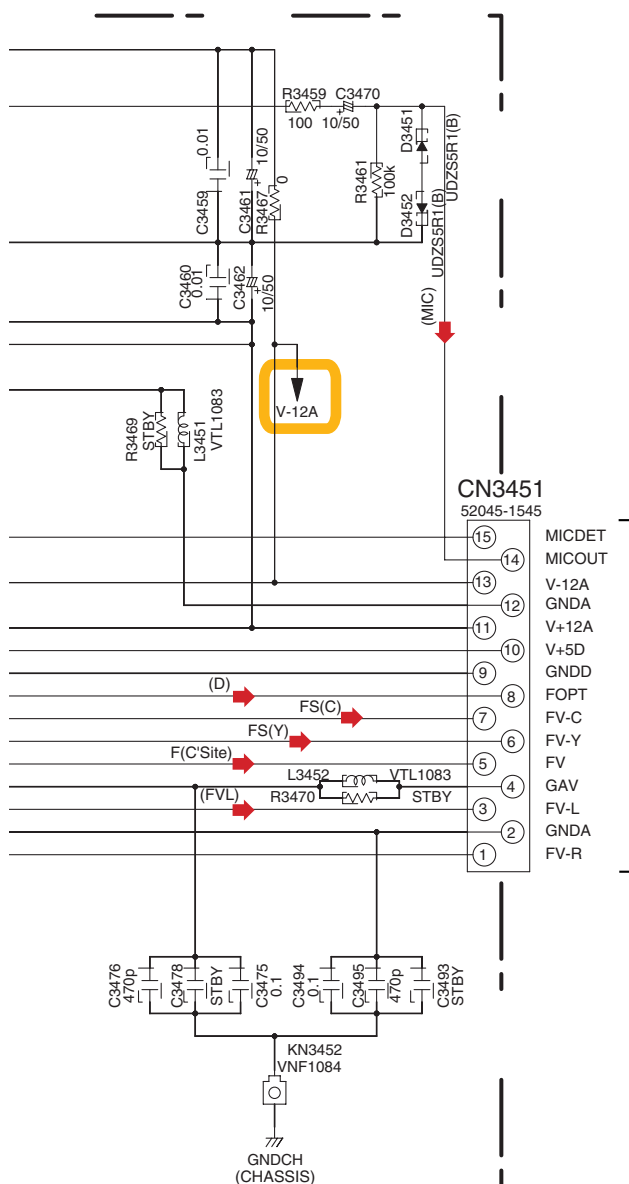 R3459 C3470
100 10/50
+
0.01
C3459
10/50
+
C3461
R3467
0
R3461
100k
D3451
UDZS5R1(B)
D3452
UDZS5R1(B)
C3460
0.01
C3462
10/50
+
(MIC)
V-12A
R3469
STBY
L3451
VTL1083
CN3451
52045-1545
15 MICDET
14 MICOUT
13 V-12A
12 GNDA
11 V+12A
10 V+5D
9 GNDD
(D) 8 FOPT
FS(C) 7 FV-C
FS(Y) 6 FV-Y
F(C'Site) 5 FV
L3452 VTL1083 4 GAV
R3470 STBY
(FVL) 3 FV-L
2 GNDA
1 FV-R
C3476
470p
C3478
STBY
C3475
0.1
C3494
0.1
C3495
470p
C3493
STBY
KN3452
VNF1084
GNDCH
(CHASSIS)